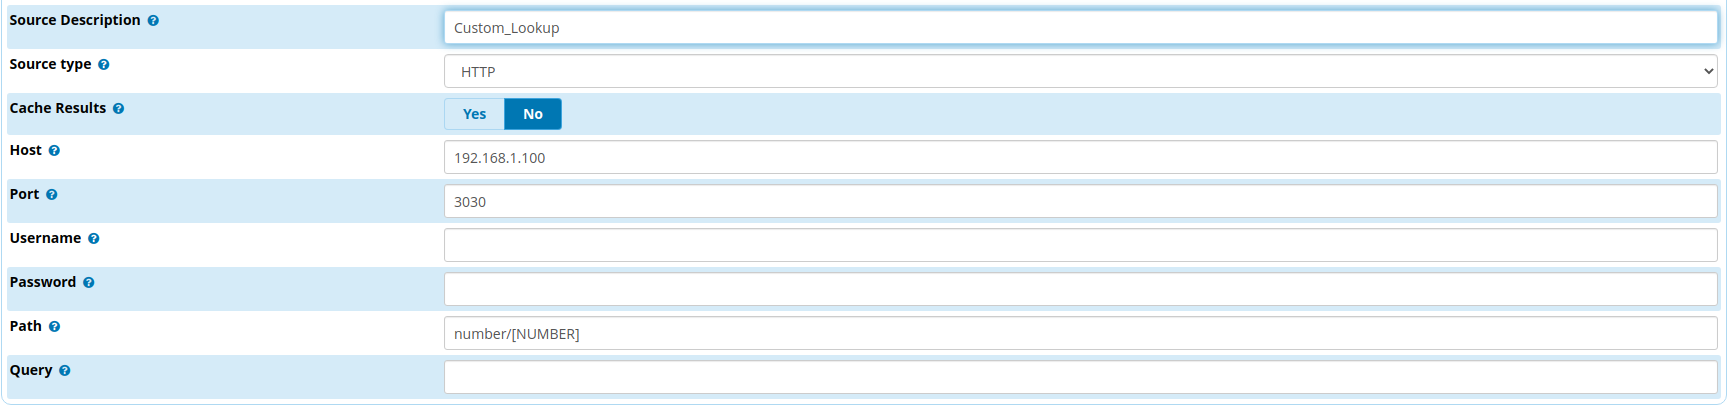 Source Description
Custom_Lookup
Source type
HTTP
Cache Results
Yes No
Host
192.168.1.100
Port
3030
Username
Password
Path
number/[NUMBER]
Query